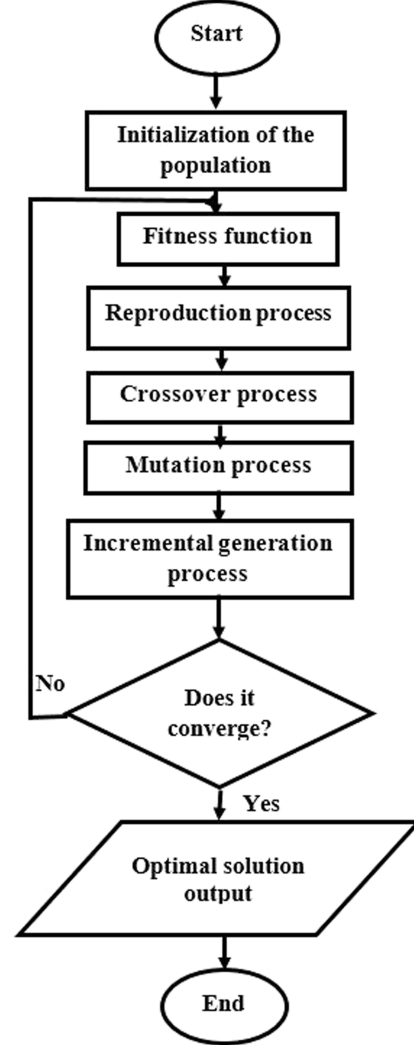 Start
Initialization of the
population
Fitness function
Reproduction process
Crossover process
Mutation process
Incremental generation
process
No
Does it
converge?
Yes
Optimal solution
output
End